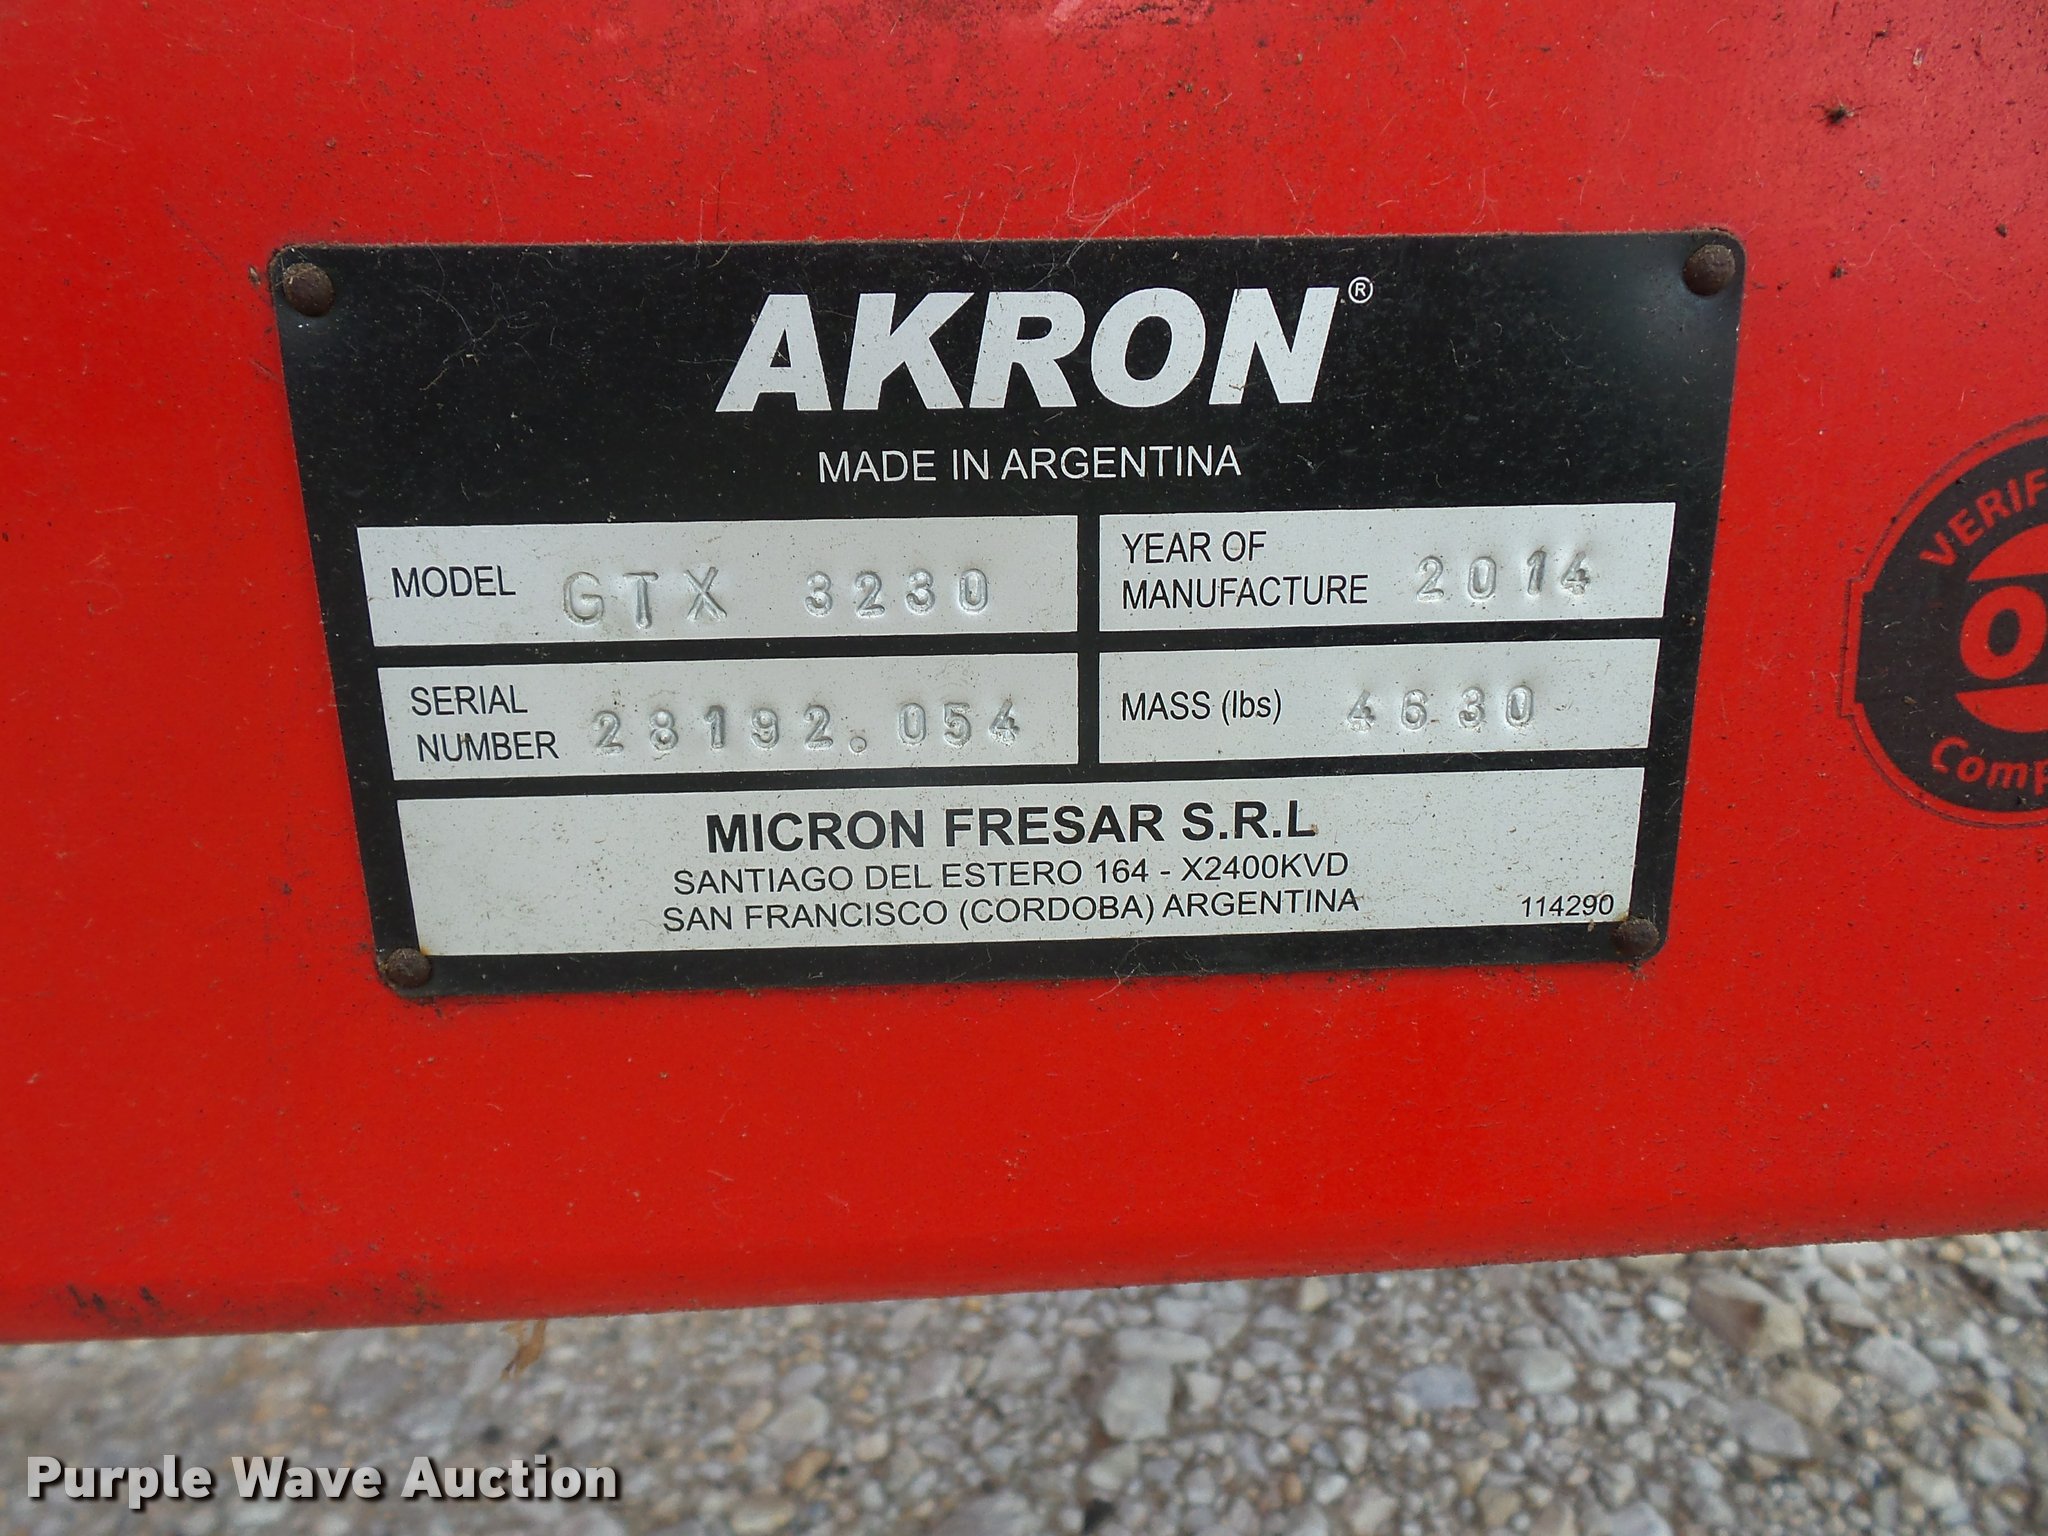 AKRON®
MADE IN ARGENTINA
MODEL GTX 3230
YEAR OF
MANUFACTURE 2014
SERIAL
NUMBER 28192.054
MASS (lbs) 4630
MICRON FRESAR S.R.L
SANTIAGO DEL ESTERO 164 - X2400KVD
SAN FRANCISCO (CORDOBA) ARGENTINA
114290
Purple Wave Auction